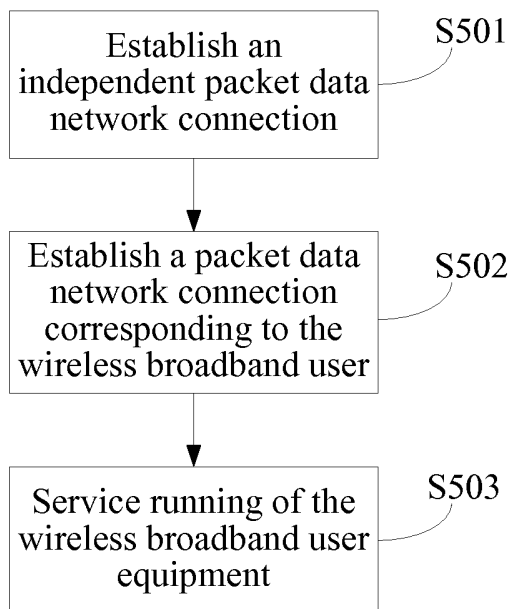 S501
Establish an
independent packet data
network connection
S502
Establish a packet data
network connection
corresponding to the
wireless broadband user
S503
Service running of the
wireless broadband user
equipment